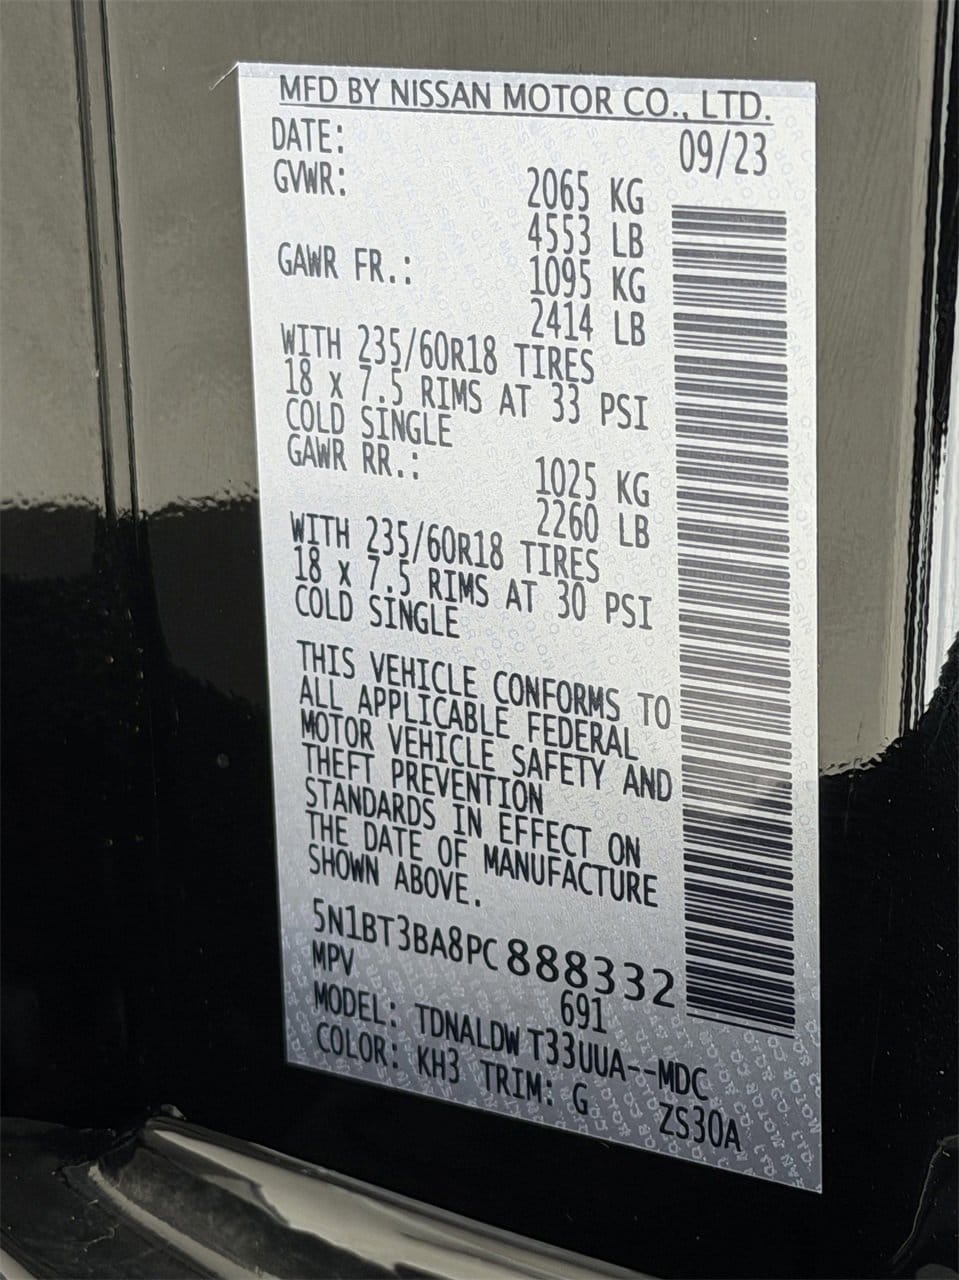 MFD BY NISSAN MOTOR CO., LTD.
DATE: 09/23
GVWR: 2065 KG
4553 LB
GAWR FR.: 1095 KG
2414 LB
WITH 235/60R18 TIRES
18 x 7.5 RIMS AT 33 PSI
COLD SINGLE
GAWR RR.: 1025 KG
2260 LB
WITH 235/60R18 TIRES
18 x 7.5 RIMS AT 30 PSI
COLD SINGLE
THIS VEHICLE CONFORMS TO
ALL APPLICABLE FEDERAL
MOTOR VEHICLE SAFETY AND
THEFT PREVENTION
STANDARDS IN EFFECT ON
THE DATE OF MANUFACTURE
SHOWN ABOVE.
5N1BT3BA8PC888332
MPV 691
MODEL: TDNALDW T33UUA--MDC
COLOR: KH3 TRIM: G ZS30A